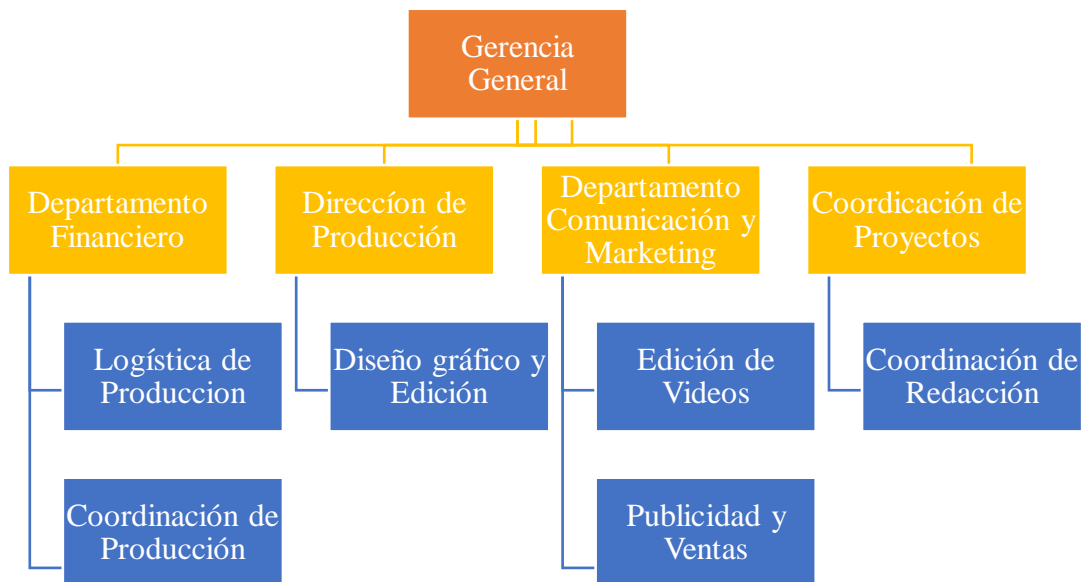 Gerencia
General
Departamento
Financiero
Direccíon de
Producción
Departamento
Comunicación y
Marketing
Coordicación de
Proyectos
Logística de
Produccion
Diseño gráfico y
Edición
Edición de
Videos
Coordinación de
Redacción
Coordinación de
Producción
Publicidad y
Ventas